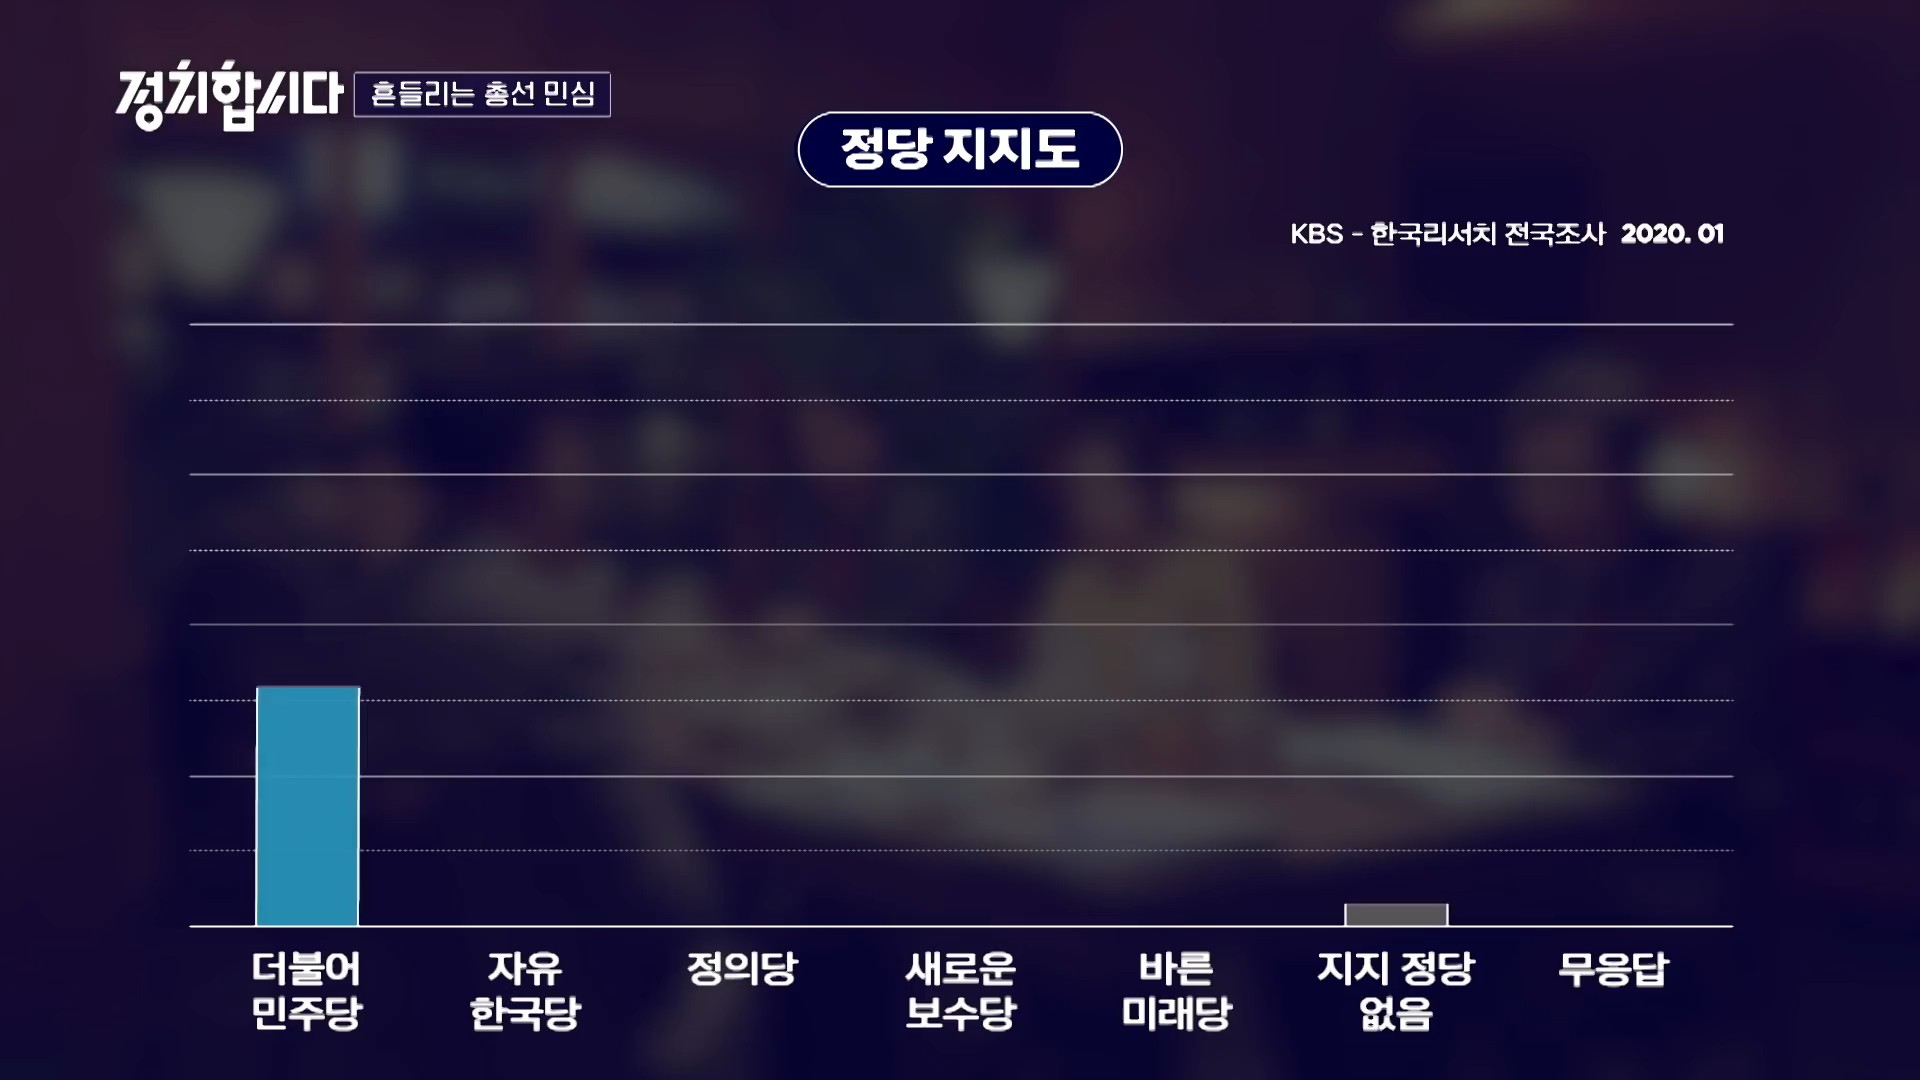 정치합시다 흔들리는 총선 민심
정당 지지도
KBS - 한국리서치 전국조사 2020. 01
더불어
민주당
자유
한국당
정의당
새로운
보수당
바른
미래당
지지 정당
없음
무응답